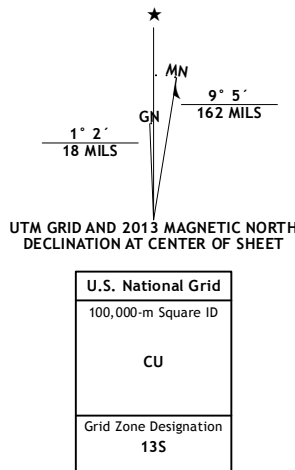 ★
MN
GN
9° 5´
162 MILS
1° 2´
18 MILS
UTM GRID AND 2013 MAGNETIC NORTH
DECLINATION AT CENTER OF SHEET
U.S. National Grid
100,000-m Square ID
CU
Grid Zone Designation
13S